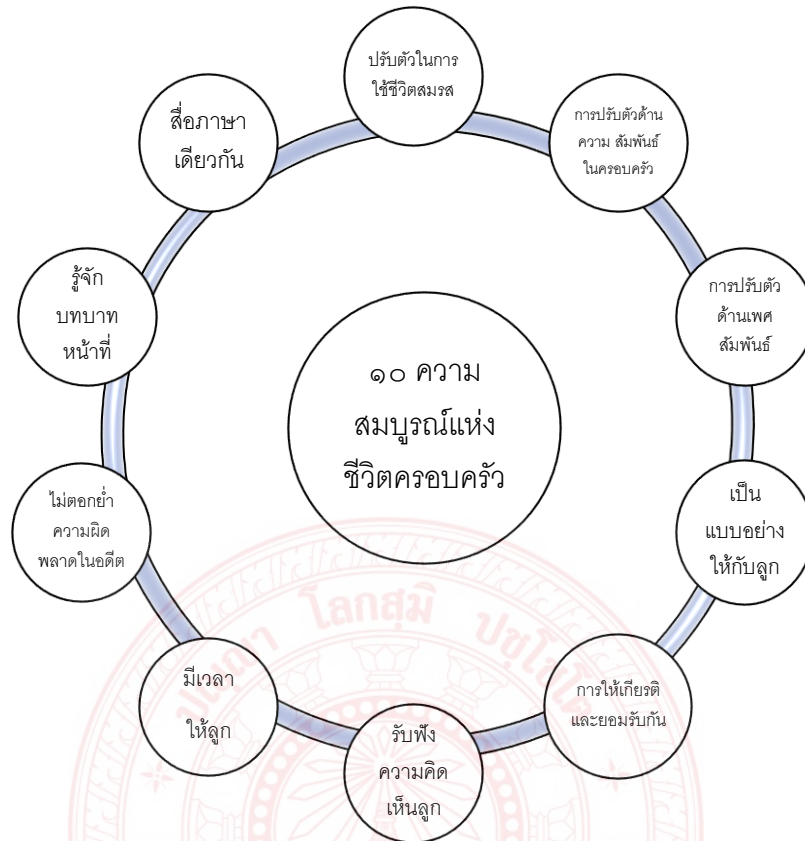 ปรับตัวในการ
ใช้ชีวิตสมรส
การปรับตัวด้าน
ความ สัมพันธ์
ในครอบครัว
การปรับตัว
ด้านเพศ
สัมพันธ์
เป็น
แบบอย่าง
ให้กับลูก
การให้เกียรติ
และยอมรับกัน
รับฟัง
ความคิด
เห็นลูก
มีเวลา
ให้ลูก
ไม่ตอกย้ำ
ความผิด
พลาดในอดีต
รู้จัก
บทบาท
หน้าที่
สื่อภาษา
เดียวกัน
๑๐ ความ
สมบูรณ์แห่ง
ชีวิตครอบครัว
ปญฺญา โลกสฺมิ ปชฺโชโต